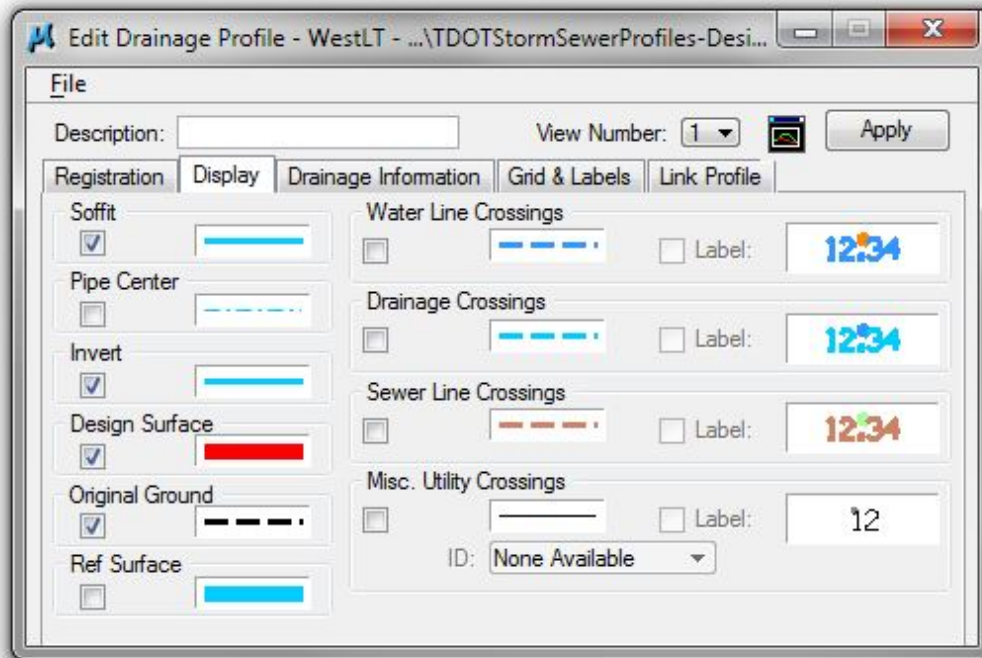 Edit Drainage Profile - WestLT - ...\TDOTStormSewerProfiles-Desi...
File
Description: View Number: 1 Apply
Registration Display Drainage Information Grid & Labels Link Profile
Soffit
Pipe Center
Invert
Design Surface
Original Ground
Ref Surface
Water Line Crossings
Label: 12.34
Drainage Crossings
Label: 12.34
Sewer Line Crossings
Label: 12.34
Misc. Utility Crossings
Label: 12
ID: None Available